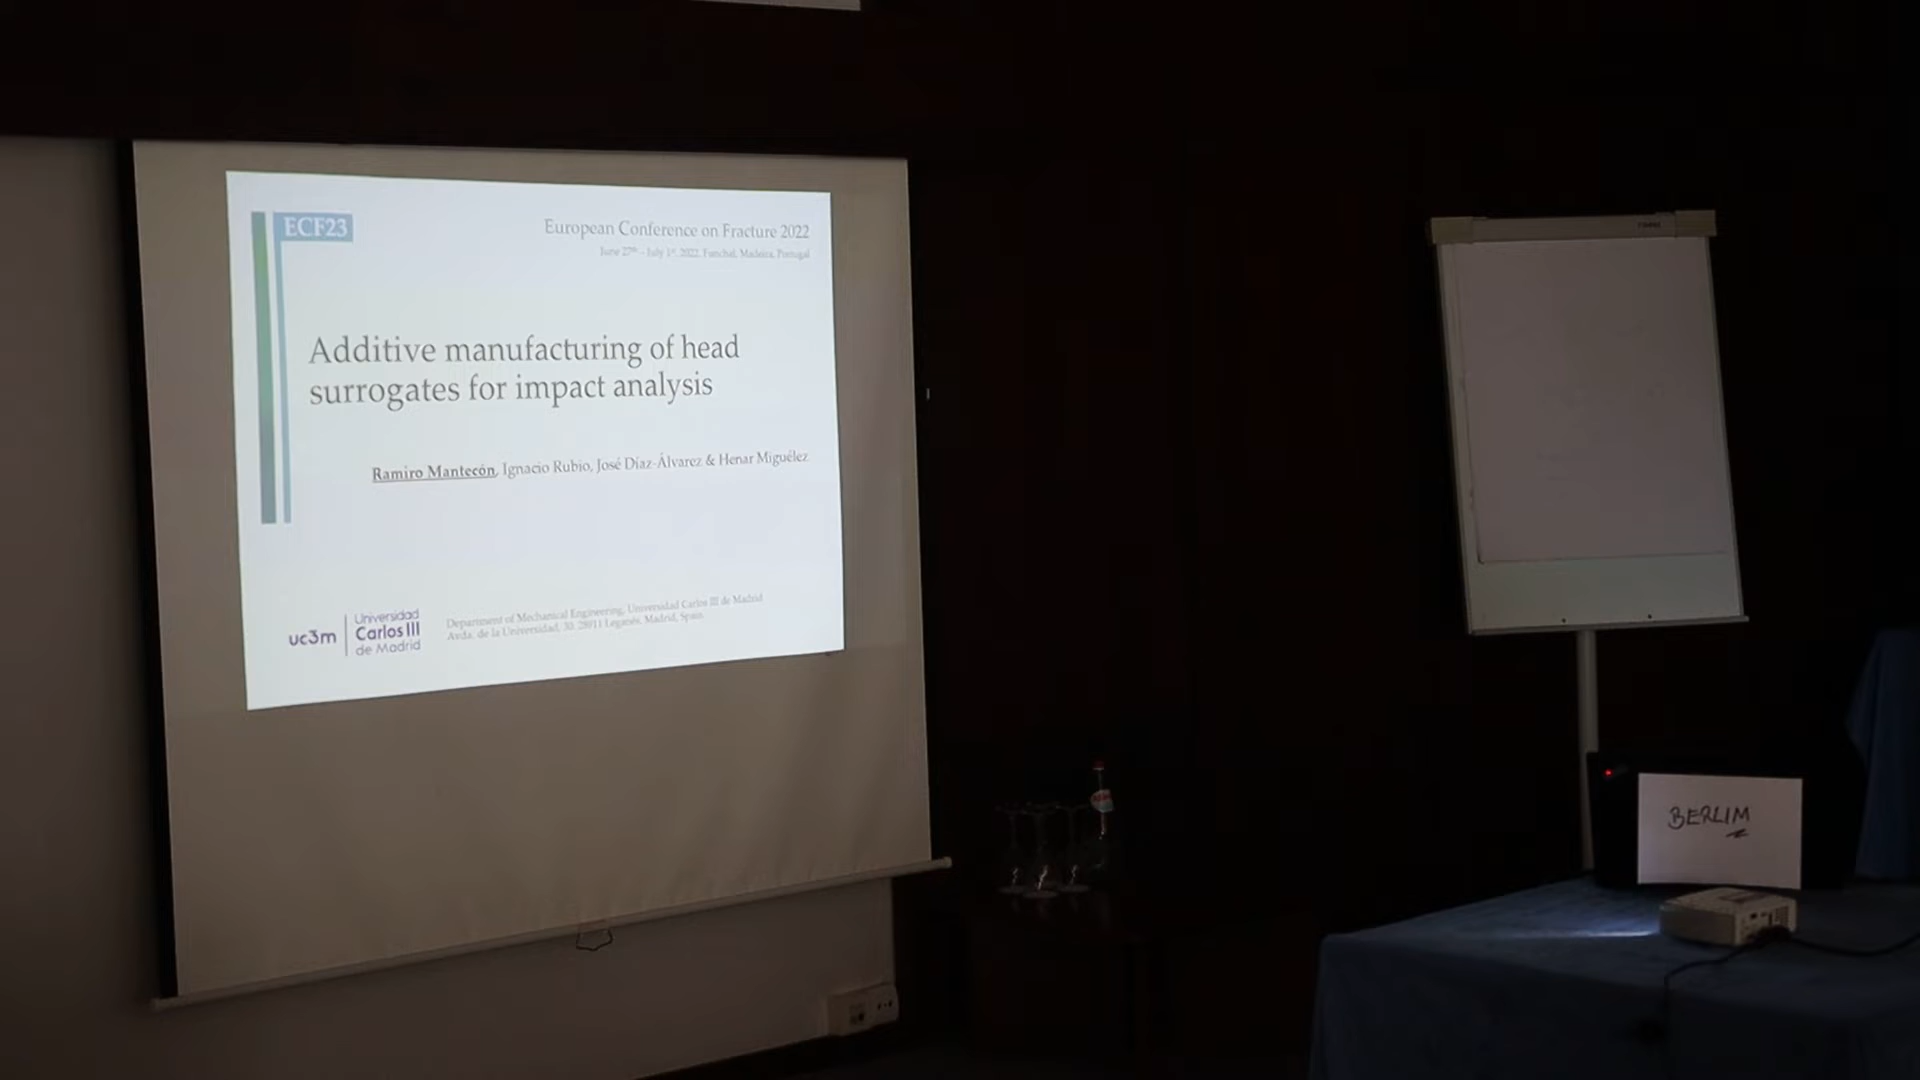 ECF23
European Conference on Fracture 2022
June 27th – July 1st, 2022, Funchal, Madeira, Portugal
Additive manufacturing of head
surrogates for impact analysis
Ramiro Mantecón, Ignacio Rubio, José Díaz-Álvarez & Henar Miguélez
uc3m
Universidad
Carlos III
de Madrid
Department of Mechanical Engineering, Universidad Carlos III de Madrid
Avda. de la Universidad, 30. 28911 Leganés, Madrid, Spain.
BERLIM